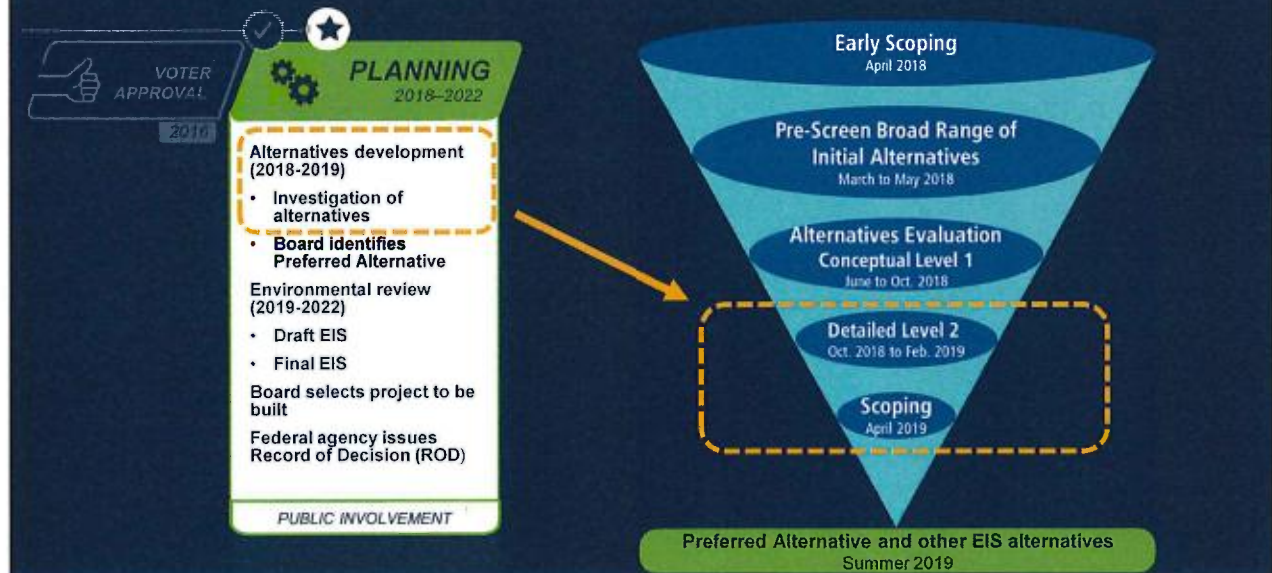 VOTER
APPROVAL
2016
PLANNING
2018–2022
Alternatives development
(2018-2019)
• Investigation of
alternatives
• Board identifies
Preferred Alternative
Environmental review
(2019-2022)
• Draft EIS
• Final EIS
Board selects project to be
built
Federal agency issues
Record of Decision (ROD)
PUBLIC INVOLVEMENT
Early Scoping
April 2018
Pre-Screen Broad Range of
Initial Alternatives
March to May 2018
Alternatives Evaluation
Conceptual Level 1
June to Oct. 2018
Detailed Level 2
Oct. 2018 to Feb. 2019
Scoping
April 2019
Preferred Alternative and other EIS alternatives
Summer 2019